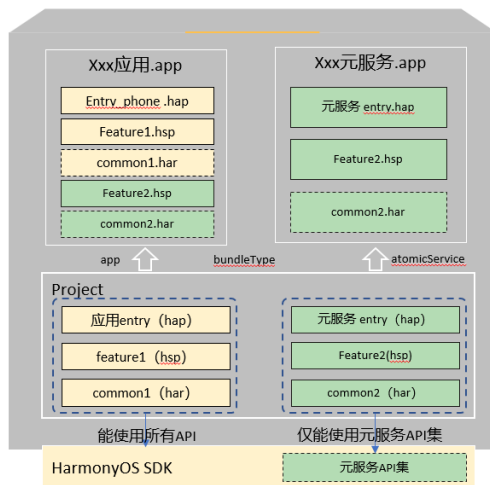 Xxx应用.app
Entry_phone .hap
Feature1.hsp
common1.har
Feature2.hsp
common2.har
Xxx元服务.app
元服务 entry.hap
Feature2.hsp
common2.har
app
bundleType
atomicService
Project
应用entry（hap）
feature1（hsp）
common1（har）
元服务 entry（hap）
Feature2(hsp)
common2（har）
能使用所有API
仅能使用元服务API集
HarmonyOS SDK
元服务API集